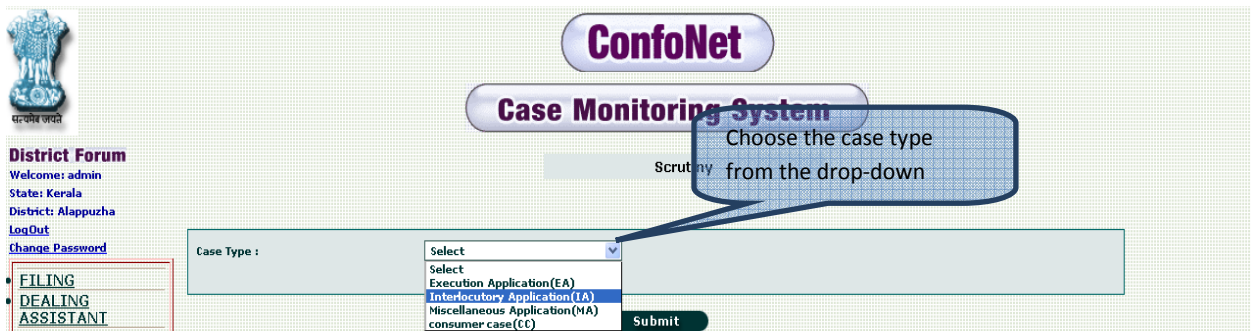 ConfoNet
सत्यमेव जयते
Case Monitoring System
Choose the case type
from the drop-down
Scrutiny
District Forum
Welcome: admin
State: Kerala
District: Alappuzha
LogOut
Change Password
Case Type :
Select
Select
Execution Application(EA)
Interlocutory Application(IA)
Miscellaneous Application(MA)
consumer case(CC)
Submit
FILING
DEALING
ASSISTANT